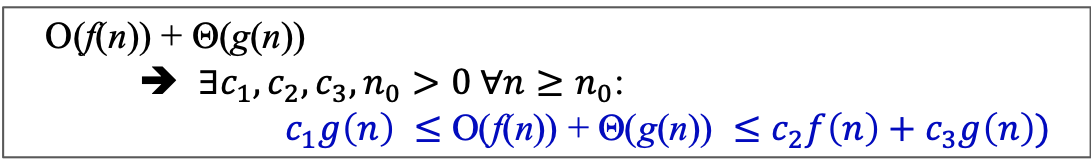 O(f(n)) + Θ(g(n))
➔ ∃c₁, c₂, c₃, n₀ > 0 ∀n ≥ n₀:
c₁g(n) ≤ O(f(n)) + Θ(g(n)) ≤ c₂f(n) + c₃g(n))